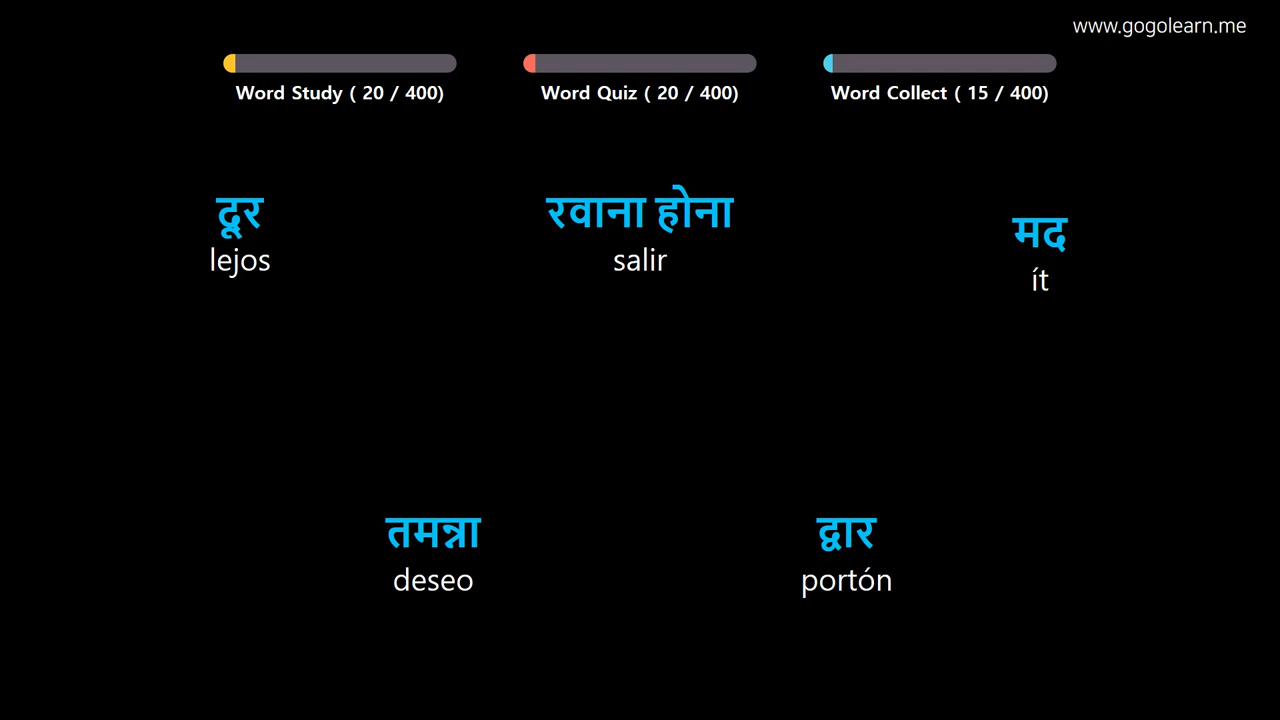 www.gogolearn.me
Word Study ( 20 / 400)
Word Quiz ( 20 / 400)
Word Collect ( 15 / 400)
दूर
lejos
रवाना होना
salir
मद
ít
तमन्ना
deseo
द्वार
portón